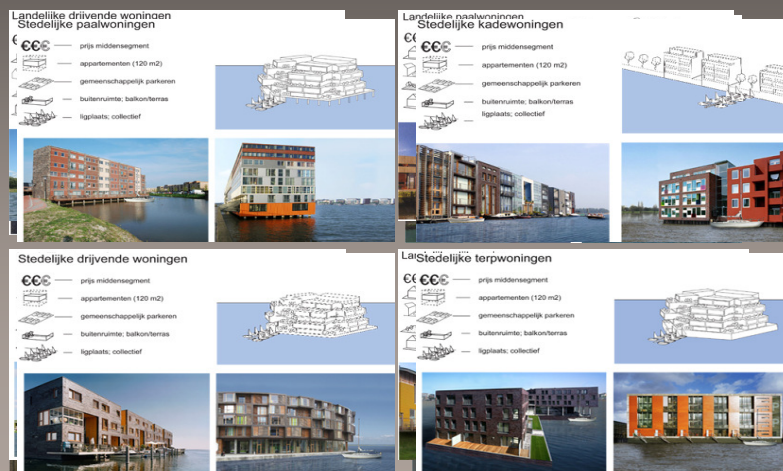 Landelijke drijvende woningen
Stedelijke paalwoningen
€€€ prijs middensegment
appartementen (120 m2)
gemeenschappelijk parkeren
buitenruimte; balkon/terras
ligplaats; collectief
Landelijke paalwoningen
Stedelijke kadewoningen
€€€ prijs middensegment
appartementen (120 m2)
gemeenschappelijk parkeren
buitenruimte; balkon/terras
ligplaats; collectief
Stedelijke drijvende woningen
€€€ prijs middensegment
appartementen (120 m2)
gemeenschappelijk parkeren
buitenruimte; balkon/terras
ligplaats; collectief
Stedelijke terpwoningen
€€€ prijs middensegment
appartementen (120 m2)
gemeenschappelijk parkeren
buitenruimte; balkon/terras
ligplaats; collectief